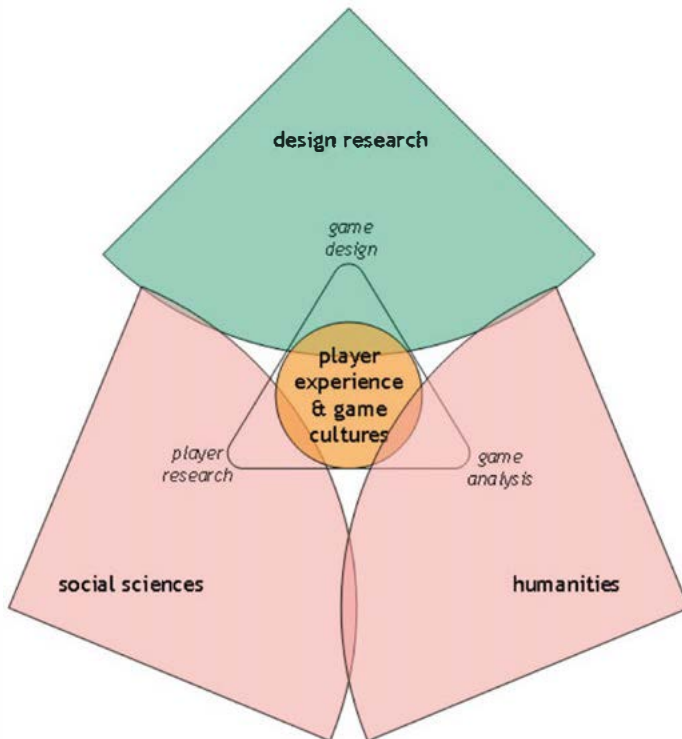 design research
game
design
player
experience
& game
cultures
player
research
game
analysis
social sciences
humanities